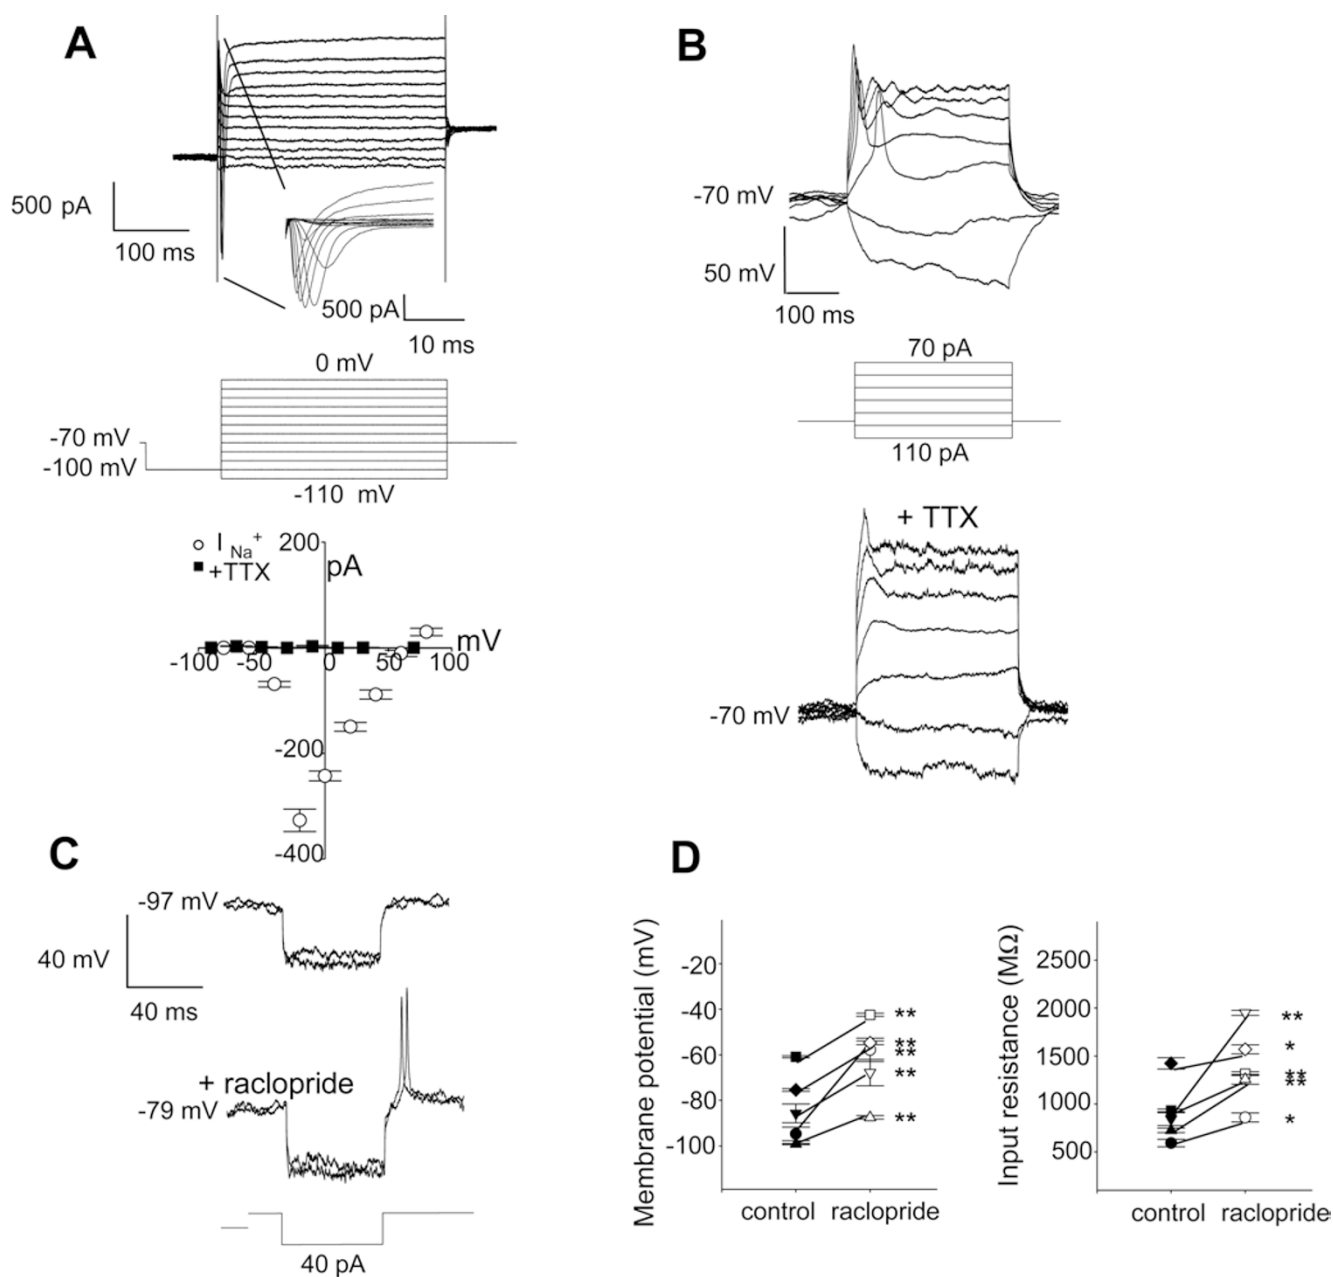 A
500 pA
100 ms
500 pA
10 ms
0 mV
-70 mV
-100 mV
-110 mV
I Na+
+TTX
200
pA
mV
-100 -50 0 50 100
-200
-400
B
-70 mV
50 mV
100 ms
70 pA
110 pA
+ TTX
-70 mV
C
-97 mV
40 mV
40 ms
+ raclopride
-79 mV
40 pA
D
Membrane potential (mV)
-20
-40
-60
-80
-100
**
**
**
**
**
control raclopride
Input resistance (MΩ)
2500
2000
1500
1000
500
**
*
**
**
*
control raclopride